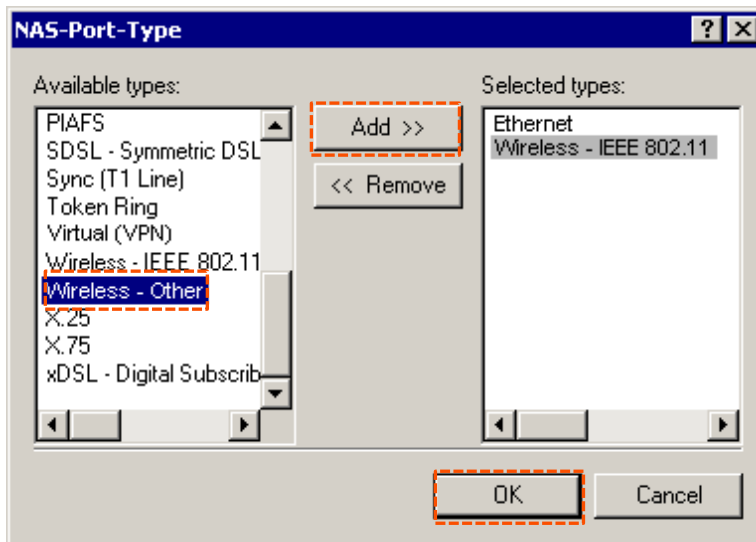 NAS-Port-Type
Available types:
PIAFS
SDSL - Symmetric DSL
Sync (T1 Line)
Token Ring
Virtual (VPN)
Wireless - IEEE 802.11
Wireless - Other
X.25
X.75
xDSL - Digital Subscrib
Add >>
<< Remove
Selected types:
Ethernet
Wireless - IEEE 802.11
OK
Cancel